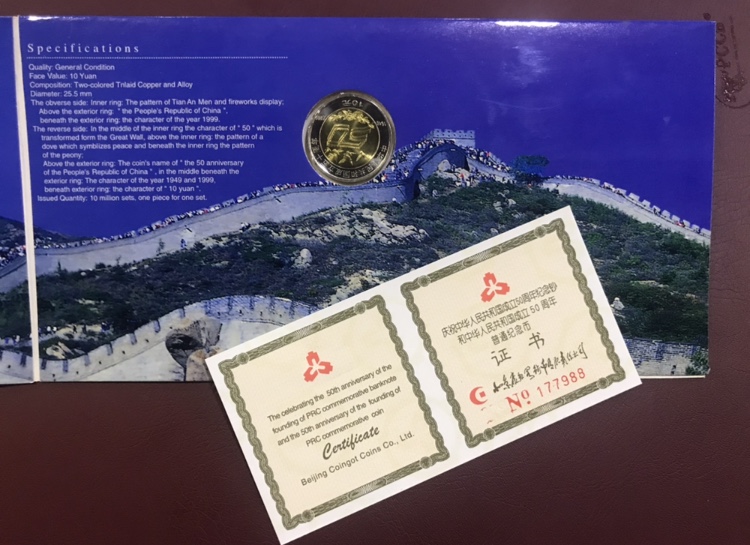 Specifications
Quality: General Condition
Face Value: 10 Yuan
Composition: Two-colored Trilaid Copper and Alloy
Diameter: 25.5 mm
The obverse side: Inner ring: The pattern of Tian An Men and fireworks display;
Above the exterior ring: " the People's Republic of China ",
beneath the exterior ring: the character of the year 1999.
The reverse side: In the middle of the inner ring the character of " 50 " which is
transformed form the Great Wall, above the inner ring: the pattern of a
dove which symblizes peace and beneath the inner ring the pattern
of the peony;
Above the exterior ring: The coin's name of " the 50 anniversary
of the People's Republic of China " , in the middle beneath the
exterior ring: The character of the year 1949 and 1999,
beneath exterior ring: the character of " 10 yuan ".
Issued Quantity: 10 million sets, one piece for one set.
The celebrating the 50th anniversary of the
founding of PRC commemorative banknote
and the 50th anniversary of the founding of
PRC commemorative coin
Certificate
Beijing Coingot Coins Co., Ltd.
庆祝中华人民共和国成立50周年纪念钞
和中华人民共和国成立50周年
普通纪念币
证 书
No 177988